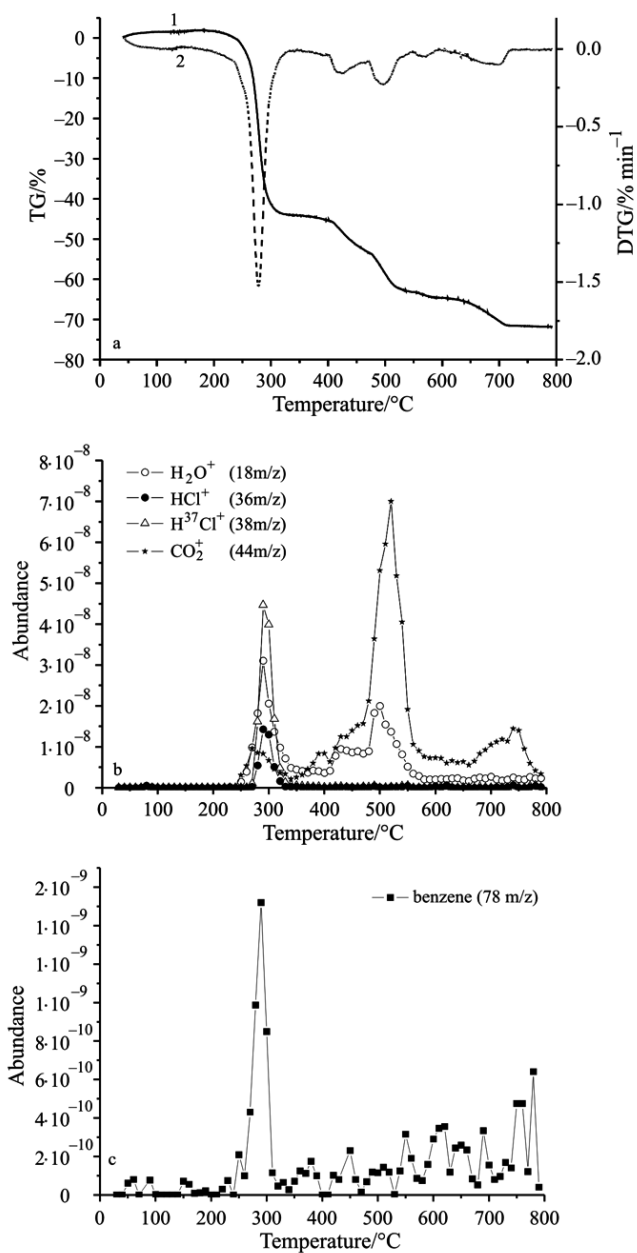 1
2
TG/%
0
−10
−20
−30
−40
−50
−60
−70
−80
0.0
−0.5
−1.0
−1.5
−2.0
DTG/% min⁻¹
a
0 100 200 300 400 500 600 700 800
Temperature/°C
Abundance
8·10⁻⁸
7·10⁻⁸
6·10⁻⁸
5·10⁻⁸
4·10⁻⁸
3·10⁻⁸
2·10⁻⁸
1·10⁻⁸
0
H₂O⁺ (18m/z)
HCl⁺ (36m/z)
H³⁷Cl⁺ (38m/z)
CO₂⁺ (44m/z)
b
0 100 200 300 400 500 600 700 800
Temperature/°C
Abundance
2·10⁻⁹
1·10⁻⁹
1·10⁻⁹
1·10⁻⁹
8·10⁻¹⁰
6·10⁻¹⁰
4·10⁻¹⁰
2·10⁻¹⁰
0
benzene (78 m/z)
c
0 100 200 300 400 500 600 700 800
Temperature/°C